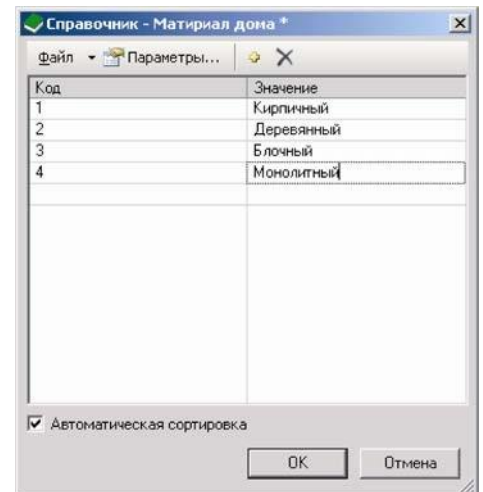 Справочник - Матириал дома *
Файл Параметры...
Код Значение
1 Кирпичный
2 Деревянный
3 Блочный
4 Монолитный
Автоматическая сортировка
OK Отмена